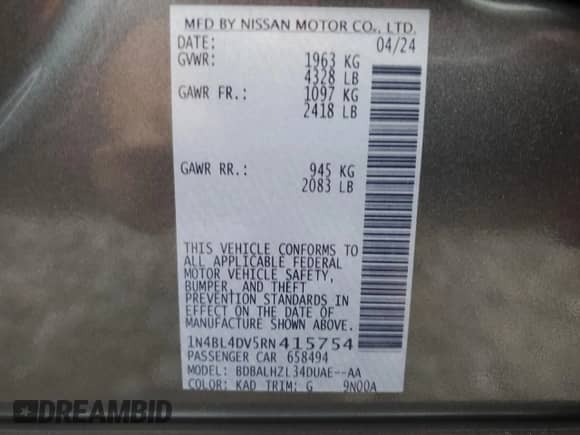 MFD BY NISSAN MOTOR CO., LTD.
DATE: 04/24
GVWR: 1963 KG
4328 LB
GAWR FR.: 1097 KG
2418 LB
GAWR RR.: 945 KG
2083 LB
THIS VEHICLE CONFORMS TO
ALL APPLICABLE FEDERAL
MOTOR VEHICLE SAFETY,
BUMPER, AND THEFT
PREVENTION STANDARDS IN
EFFECT ON THE DATE OF
MANUFACTURE SHOWN ABOVE.
1N4BL4DV5RN415754
PASSENGER CAR 658494
MODEL: BDBALHZL34DUAE--AA
COLOR: KAD TRIM: G 9N00A
DREAMBID